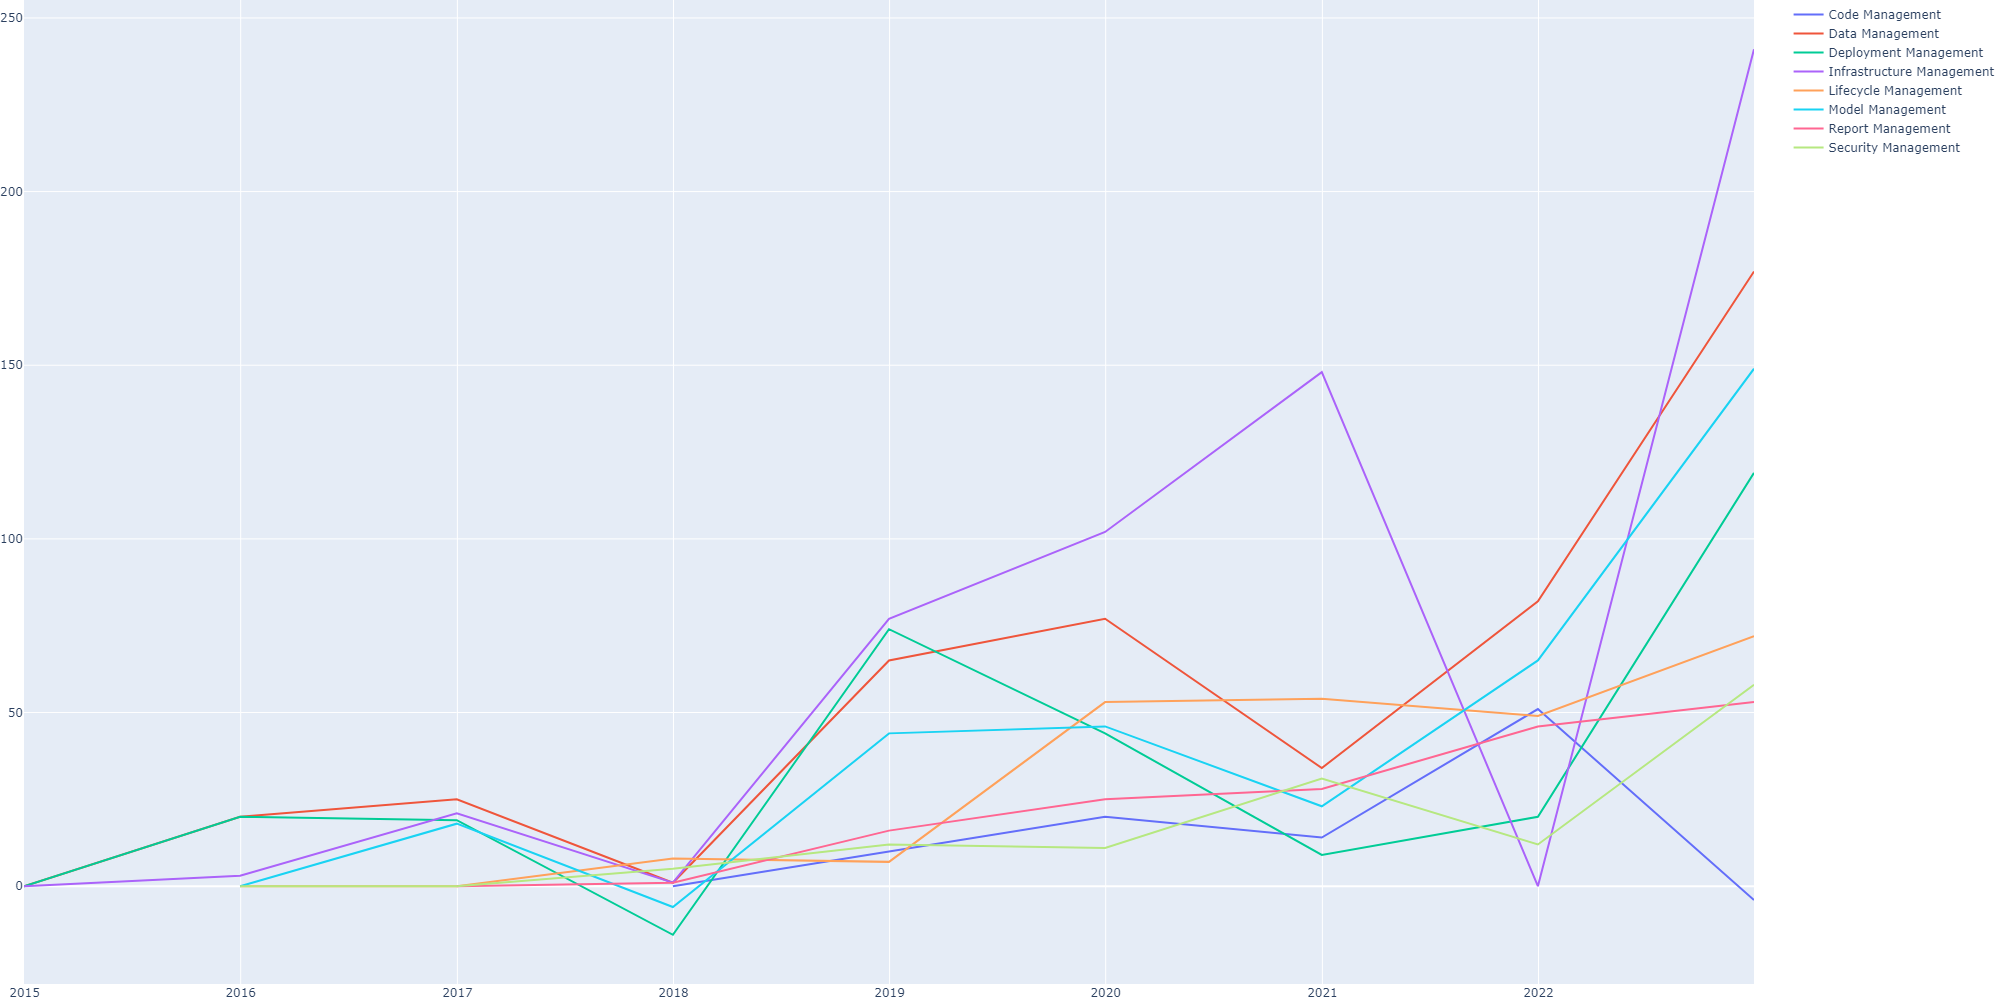 250
200
150
100
50
0
2015 2016 2017 2018 2019 2020 2021 2022
Code Management
Data Management
Deployment Management
Infrastructure Management
Lifecycle Management
Model Management
Report Management
Security Management